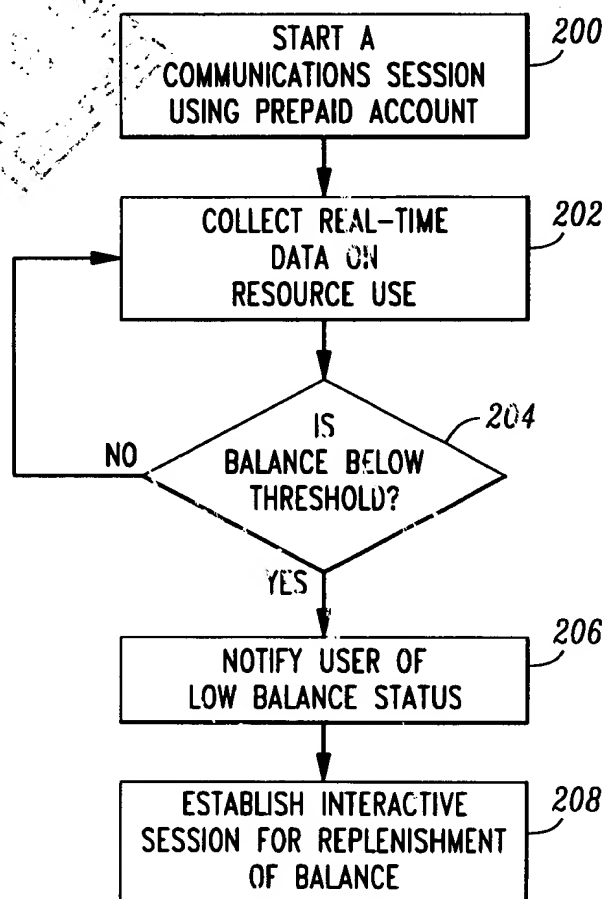 START A
COMMUNICATIONS SESSION
USING PREPAID ACCOUNT
200
COLLECT REAL-TIME
DATA ON
RESOURCE USE
202
IS
BALANCE BELOW
THRESHOLD?
204
NO
YES
NOTIFY USER OF
LOW BALANCE STATUS
206
ESTABLISH INTERACTIVE
SESSION FOR REPLENISHMENT
OF BALANCE
208